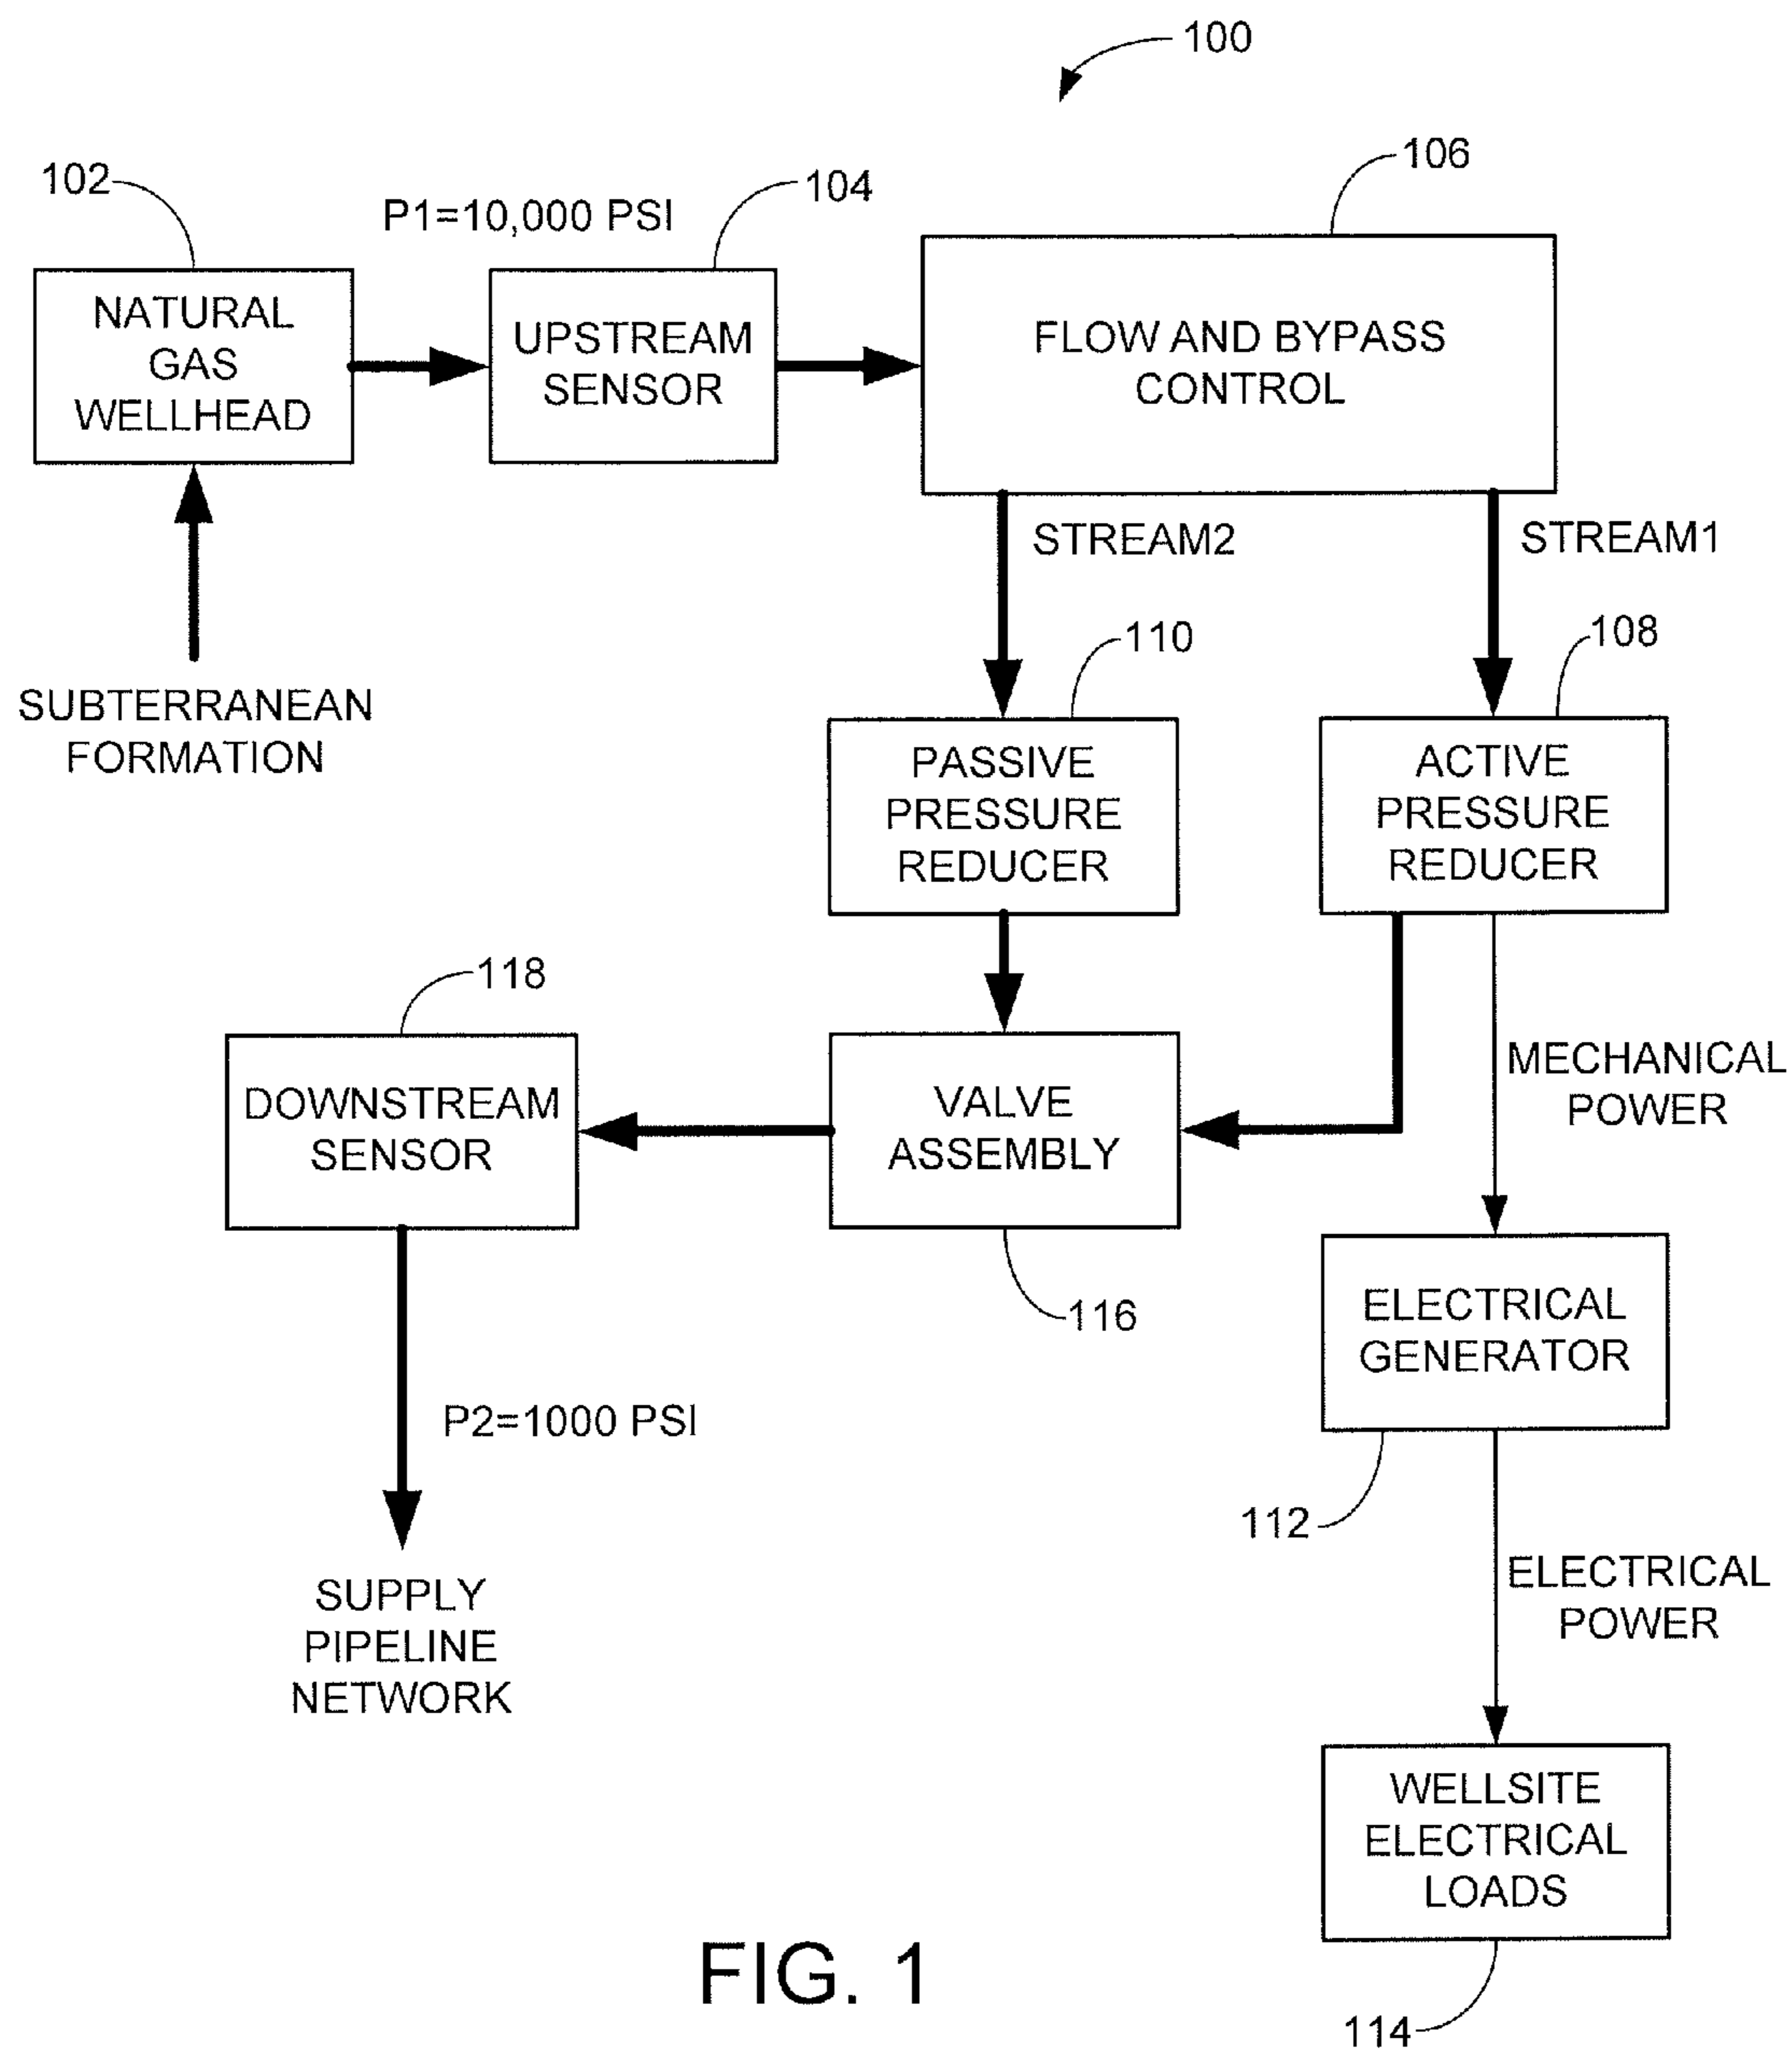 100
102
P1=10,000 PSI
104
106
NATURAL
GAS
WELLHEAD
UPSTREAM
SENSOR
FLOW AND BYPASS
CONTROL
STREAM2
STREAM1
SUBTERRANEAN
FORMATION
110
108
PASSIVE
PRESSURE
REDUCER
ACTIVE
PRESSURE
REDUCER
118
DOWNSTREAM
SENSOR
VALVE
ASSEMBLY
MECHANICAL
POWER
116
ELECTRICAL
GENERATOR
P2=1000 PSI
112
SUPPLY
PIPELINE
NETWORK
ELECTRICAL
POWER
WELLSITE
ELECTRICAL
LOADS
114
FIG. 1